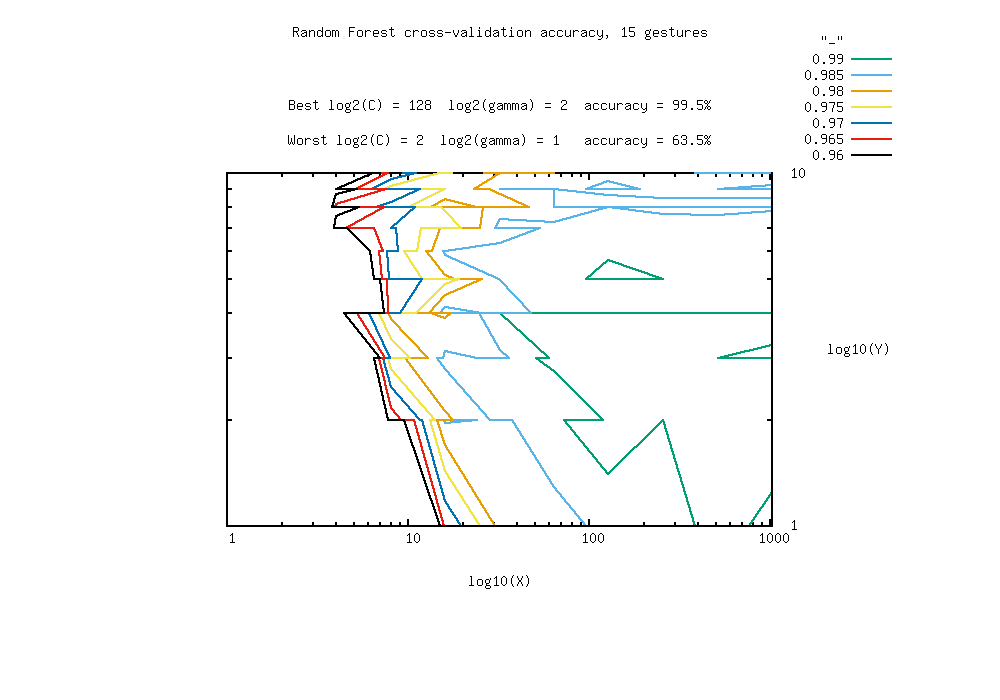 Random Forest cross-validation accuracy, 15 gestures
"_"
0.99
0.985
0.98
0.975
0.97
0.965
0.96
Best log2(C) = 128  log2(gamma) = 2  accuracy = 99.5%
Worst log2(C) = 2  log2(gamma) = 1   accuracy = 63.5%
10
log10(Y)
1
1 10 100 1000
log10(X)